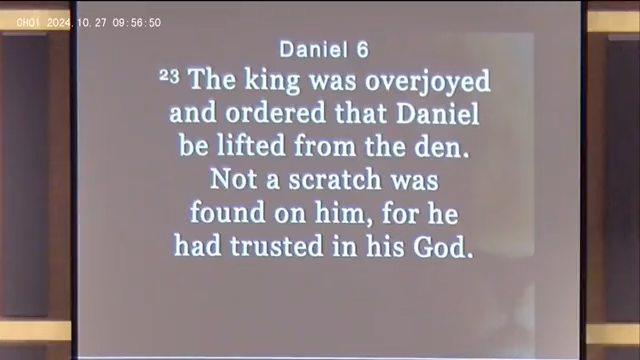 CH01 2024.10.27 09:56:50
Daniel 6
23 The king was overjoyed
and ordered that Daniel
be lifted from the den.
Not a scratch was
found on him, for he
had trusted in his God.